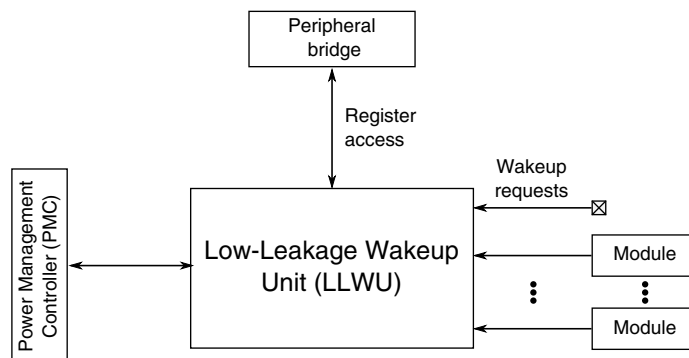 Peripheral
bridge
Register
access
Wakeup
requests
Power Management
Controller (PMC)
Low-Leakage Wakeup
Unit (LLWU)
Module
Module